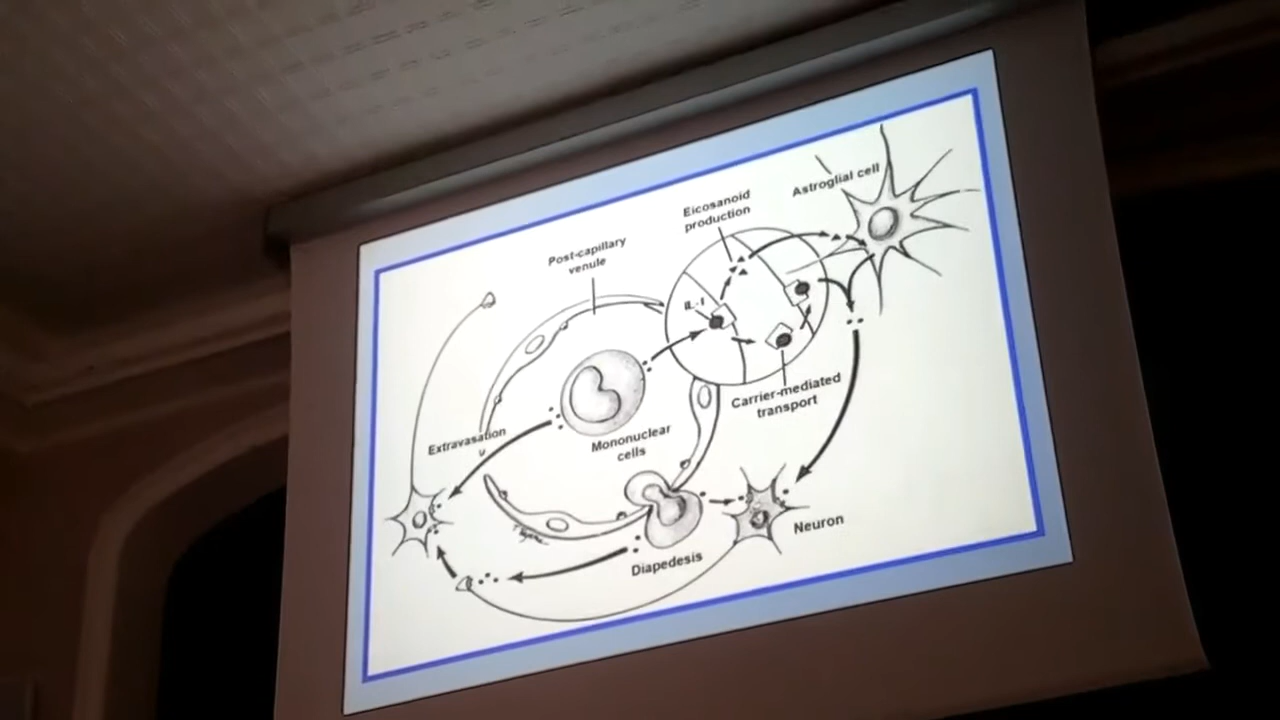 Astroglial cell
Eicosanoid
production
Post-capillary
venule
IL-1
Carrier-mediated
transport
Extravasation
Mononuclear
cells
Neuron
Diapedesis